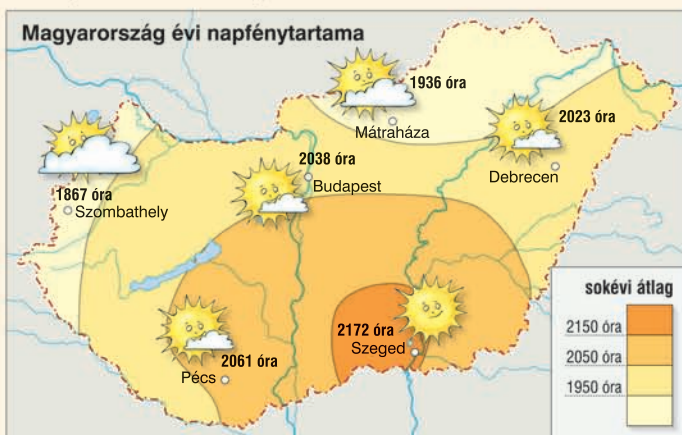 Magyarország évi napfénytartama
1936 óra
Mátraháza
2023 óra
Debrecen
2038 óra
Budapest
1867 óra
Szombathely
2172 óra
Szeged
2061 óra
Pécs
sokévi átlag
2150 óra
2050 óra
1950 óra